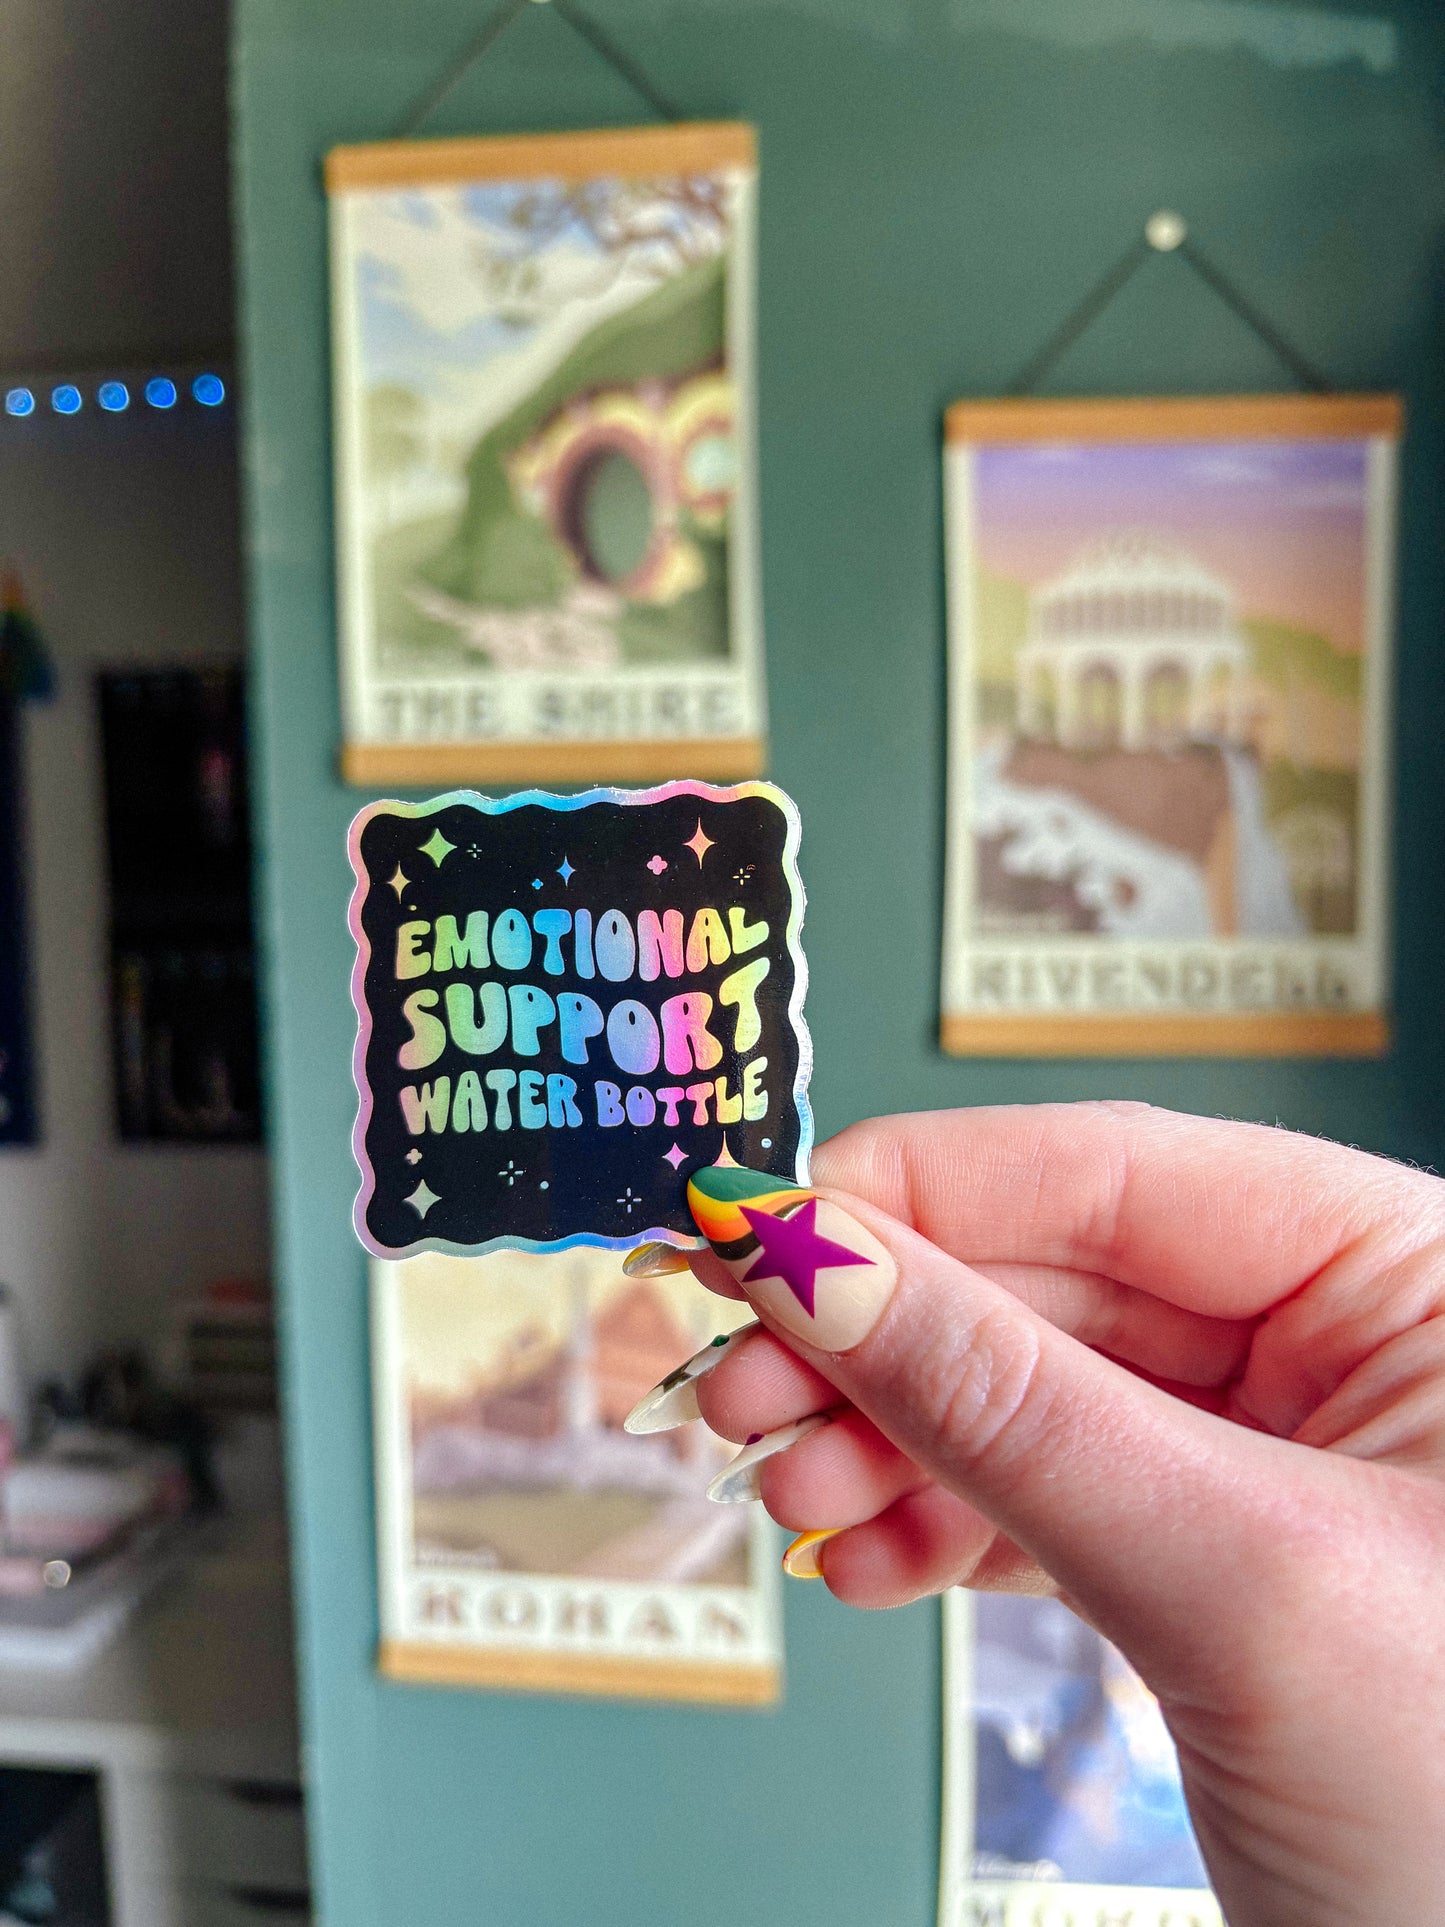 THE SHIRE
RIVENDELL
EMOTIONAL
SUPPORT
WATER BOTTLE
ROHAN